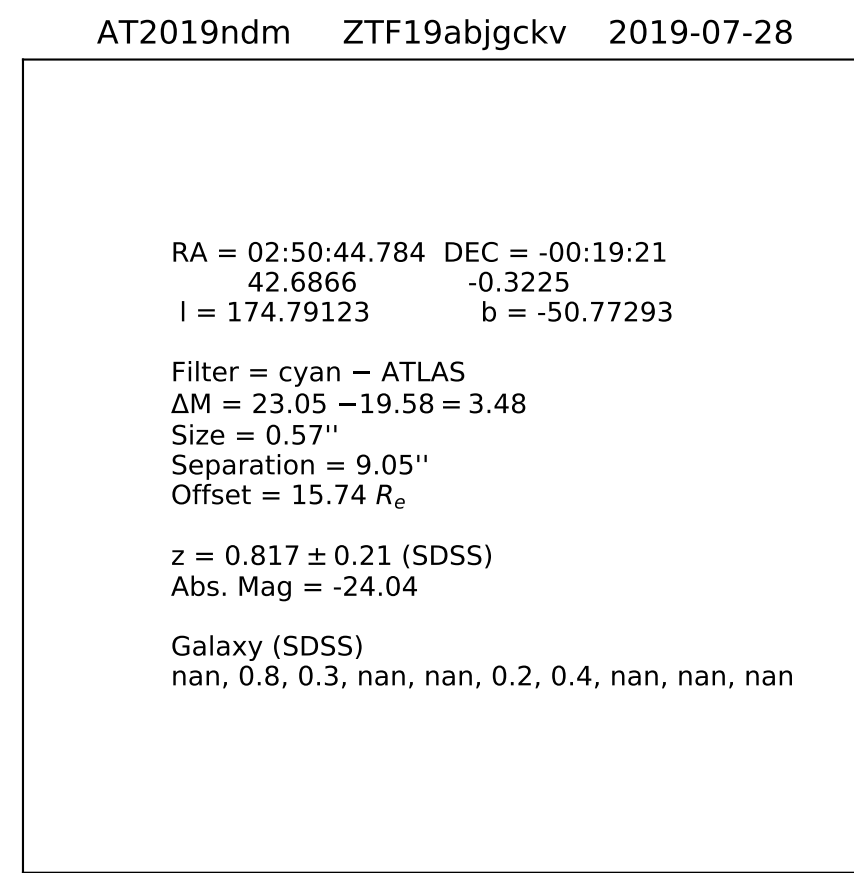 AT2019ndm ZTF19abjgckv 2019-07-28
RA = 02:50:44.784 DEC = -00:19:21
42.6866 -0.3225
l = 174.79123 b = -50.77293
Filter = cyan − ATLAS
ΔM = 23.05 −19.58 = 3.48
Size = 0.57''
Separation = 9.05''
Offset = 15.74 Re
z = 0.817 ± 0.21 (SDSS)
Abs. Mag = -24.04
Galaxy (SDSS)
nan, 0.8, 0.3, nan, nan, 0.2, 0.4, nan, nan, nan